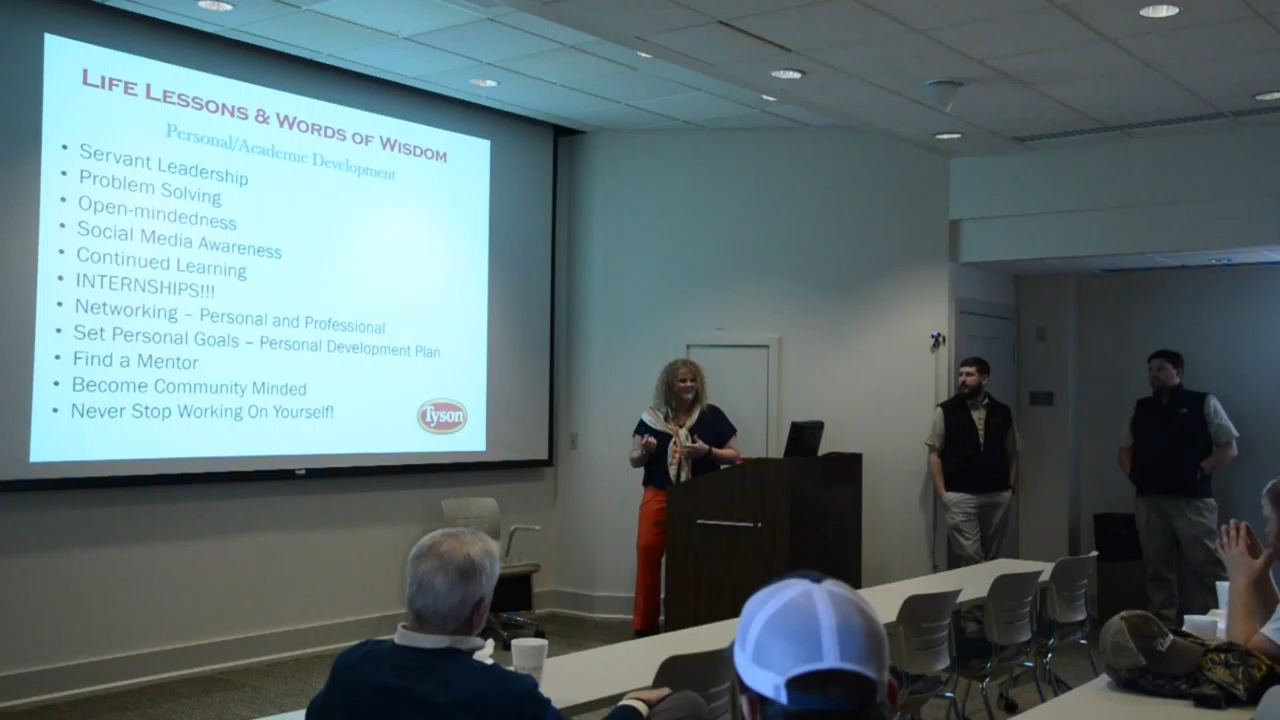 LIFE LESSONS & WORDS OF WISDOM
Personal/Academic Development
• Servant Leadership
• Problem Solving
• Open-mindedness
• Social Media Awareness
• Continued Learning
• INTERNSHIPS!!!
• Networking – Personal and Professional
• Set Personal Goals – Personal Development Plan
• Find a Mentor
• Become Community Minded
• Never Stop Working On Yourself!
Tyson